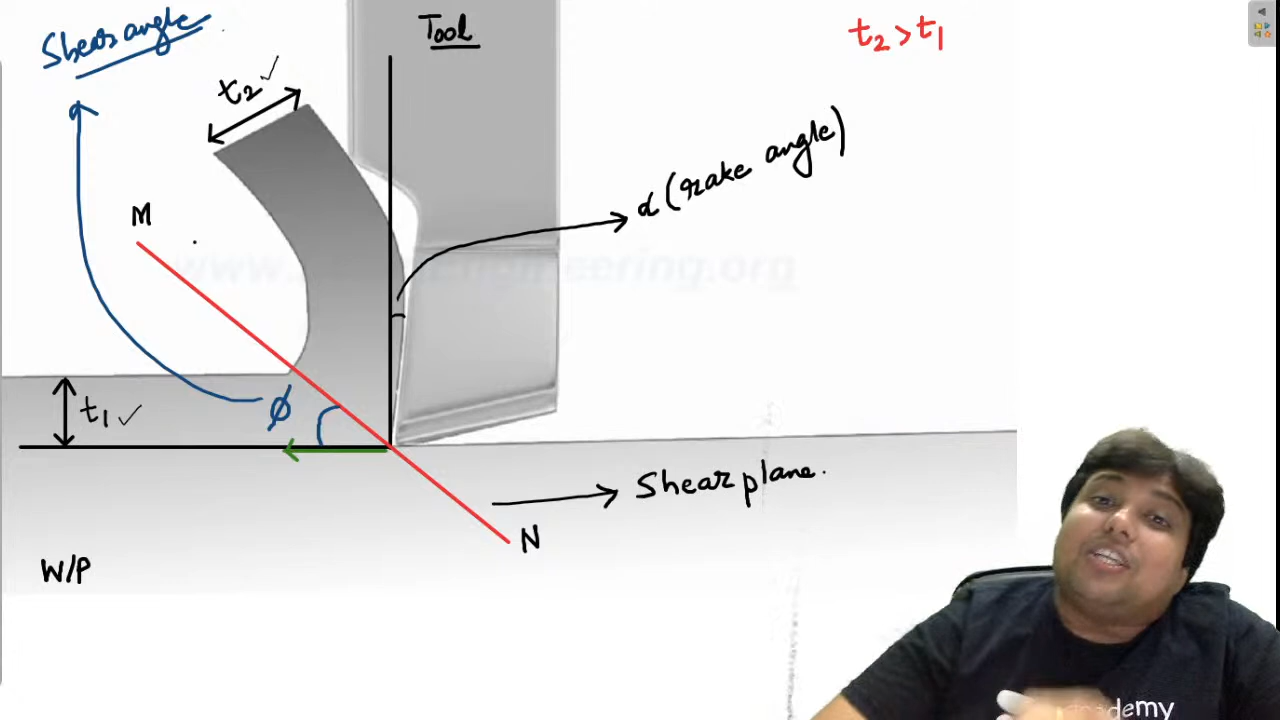 Shear angle
Tool
t2 > t1
t2 ✓
α (rake angle)
M
t1 ✓
ϕ
Shear plane.
N
W/P